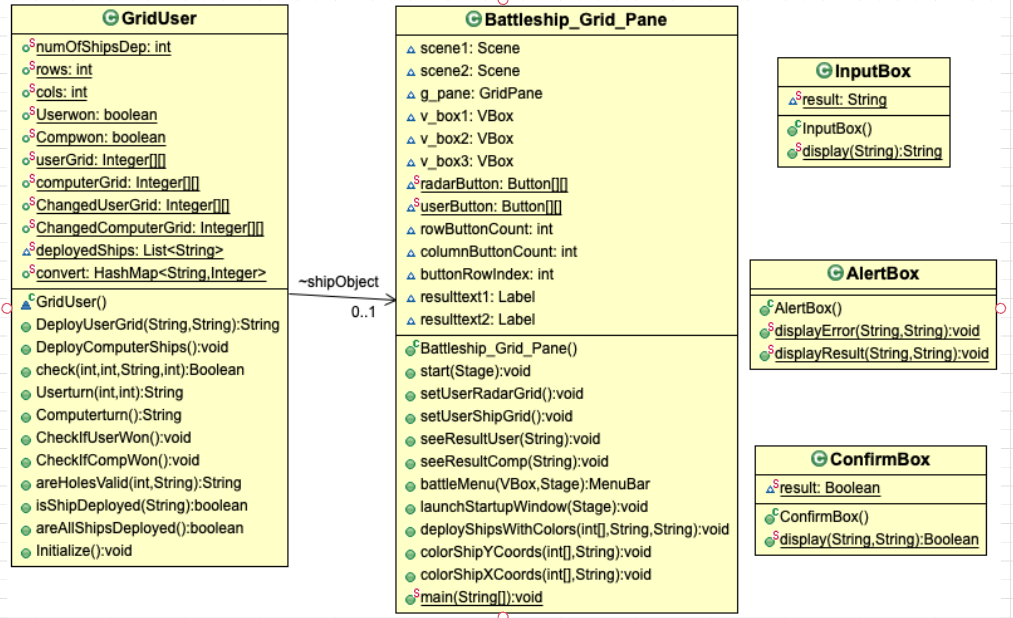 GridUser
numOfShipsDep: int
rows: int
cols: int
Userwon: boolean
Compwon: boolean
userGrid: Integer[][]
computerGrid: Integer[][]
ChangedUserGrid: Integer[][]
ChangedComputerGrid: Integer[][]
deployedShips: List<String>
convert: HashMap<String,Integer>
GridUser()
DeployUserGrid(String,String):String
DeployComputerShips():void
check(int,int,String,int):Boolean
Userturn(int,int):String
Computerturn():String
CheckIfUserWon():void
CheckIfCompWon():void
areHolesValid(int,String):String
isShipDeployed(String):boolean
areAllShipsDeployed():boolean
Initialize():void
~shipObject
0..1
Battleship_Grid_Pane
scene1: Scene
scene2: Scene
g_pane: GridPane
v_box1: VBox
v_box2: VBox
v_box3: VBox
radarButton: Button[][]
userButton: Button[][]
rowButtonCount: int
columnButtonCount: int
buttonRowIndex: int
resulttext1: Label
resulttext2: Label
Battleship_Grid_Pane()
start(Stage):void
setUserRadarGrid():void
setUserShipGrid():void
seeResultUser(String):void
seeResultComp(String):void
battleMenu(VBox,Stage):MenuBar
launchStartupWindow(Stage):void
deployShipsWithColors(int[],String,String):void
colorShipYCoords(int[],String):void
colorShipXCoords(int[],String):void
main(String[]):void
InputBox
result: String
InputBox()
display(String):String
AlertBox
AlertBox()
displayError(String,String):void
displayResult(String,String):void
ConfirmBox
result: Boolean
ConfirmBox()
display(String,String):Boolean